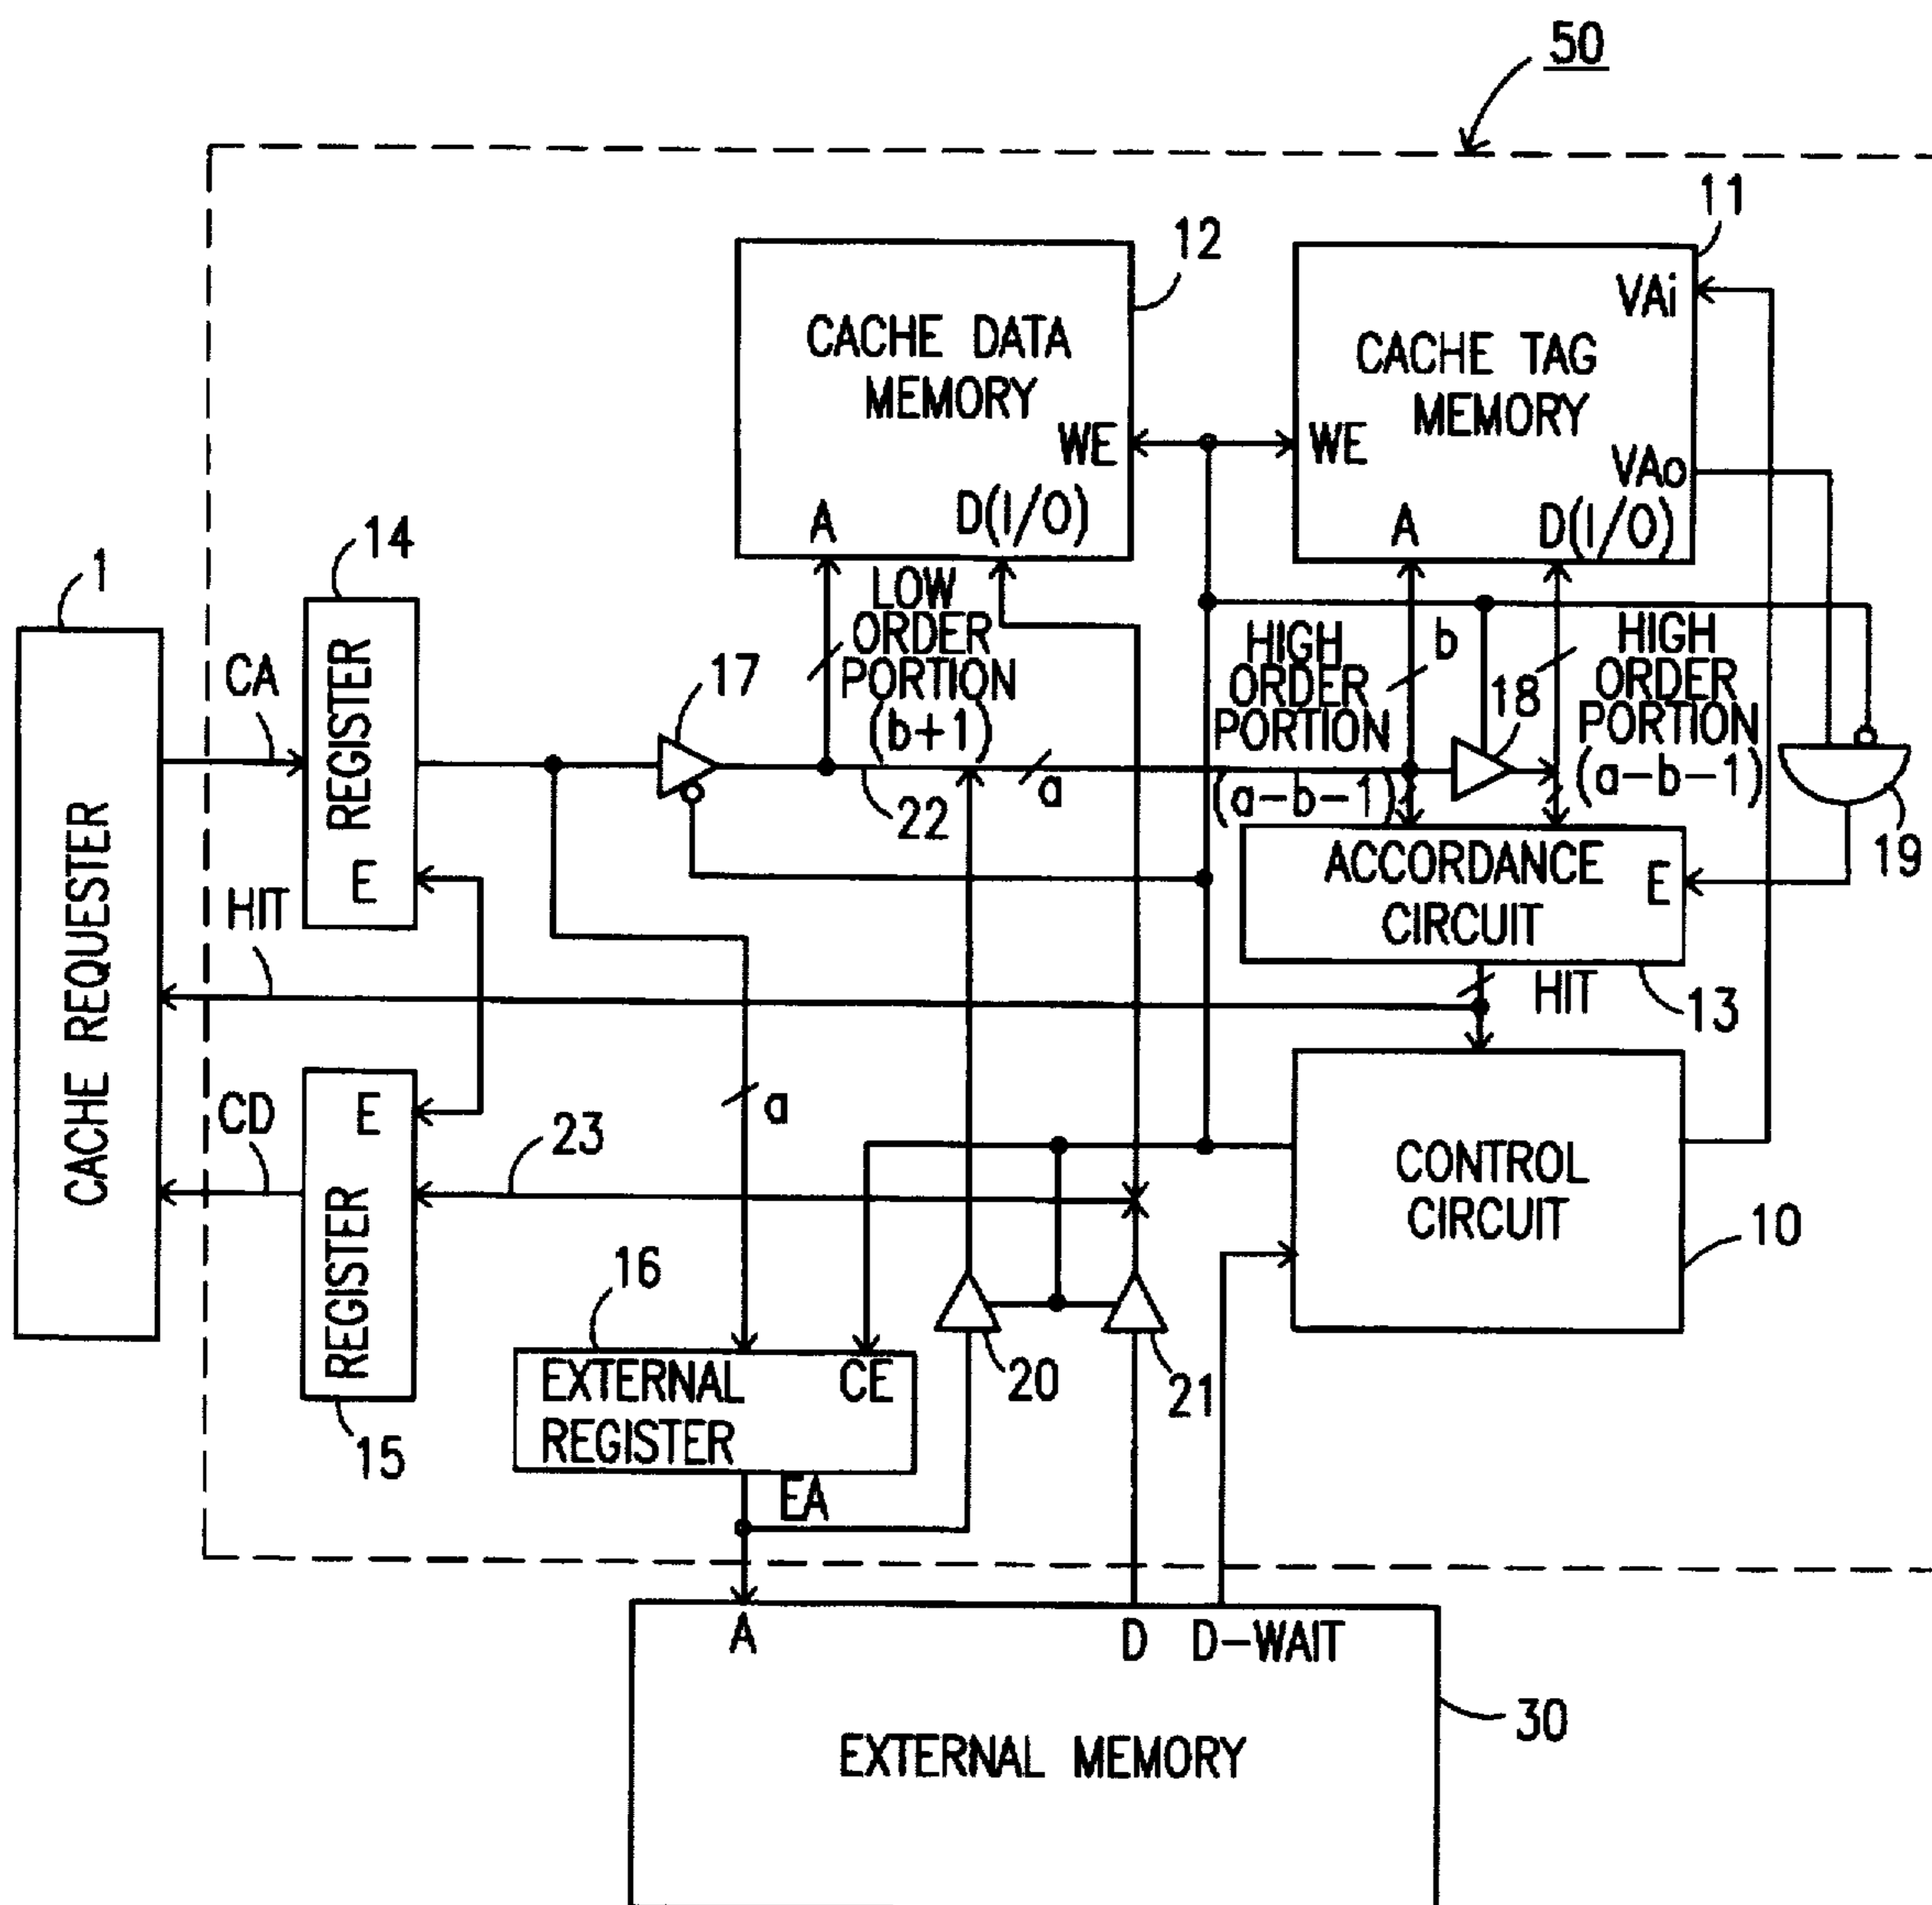 50
11
12
VAi
CACHE DATA
MEMORY
CACHE TAG
MEMORY
WE
WE
VAo
A
D(I/O)
A
D(I/O)
14
1
LOW
ORDER
PORTION
(b+1)
HIGH
ORDER
PORTION
(a-b-1)
b
HIGH
ORDER
PORTION
(a-b-1)
CA
REGISTER
E
17
18
22
a
19
ACCORDANCE
CIRCUIT
E
HIT
HIT
13
CACHE REQUESTER
CD
E
REGISTER
23
a
CONTROL
CIRCUIT
10
16
EXTERNAL
REGISTER
CE
20
21
15
EA
A
D
D-WAIT
EXTERNAL MEMORY
30